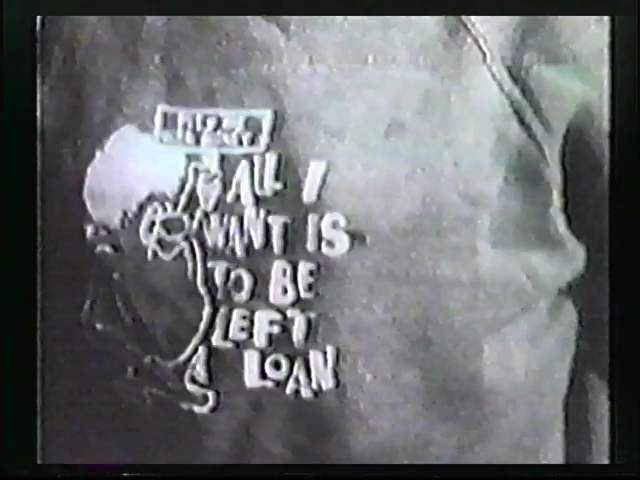 ALL I
WANT IS
TO BE
LEFT
A LOAN